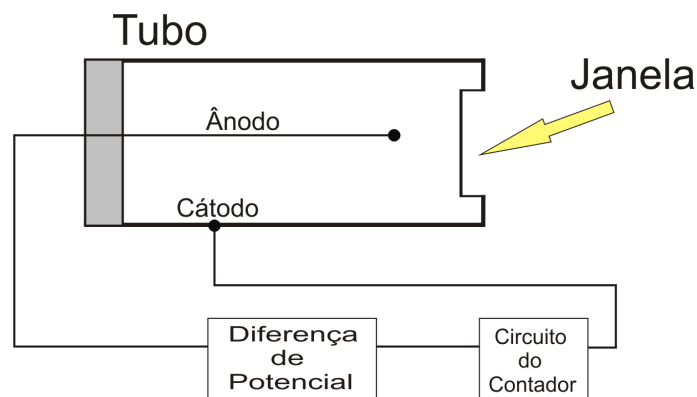 Tubo
Janela
Ânodo
Cátodo
Diferença
de
Potencial
Circuito
do
Contador